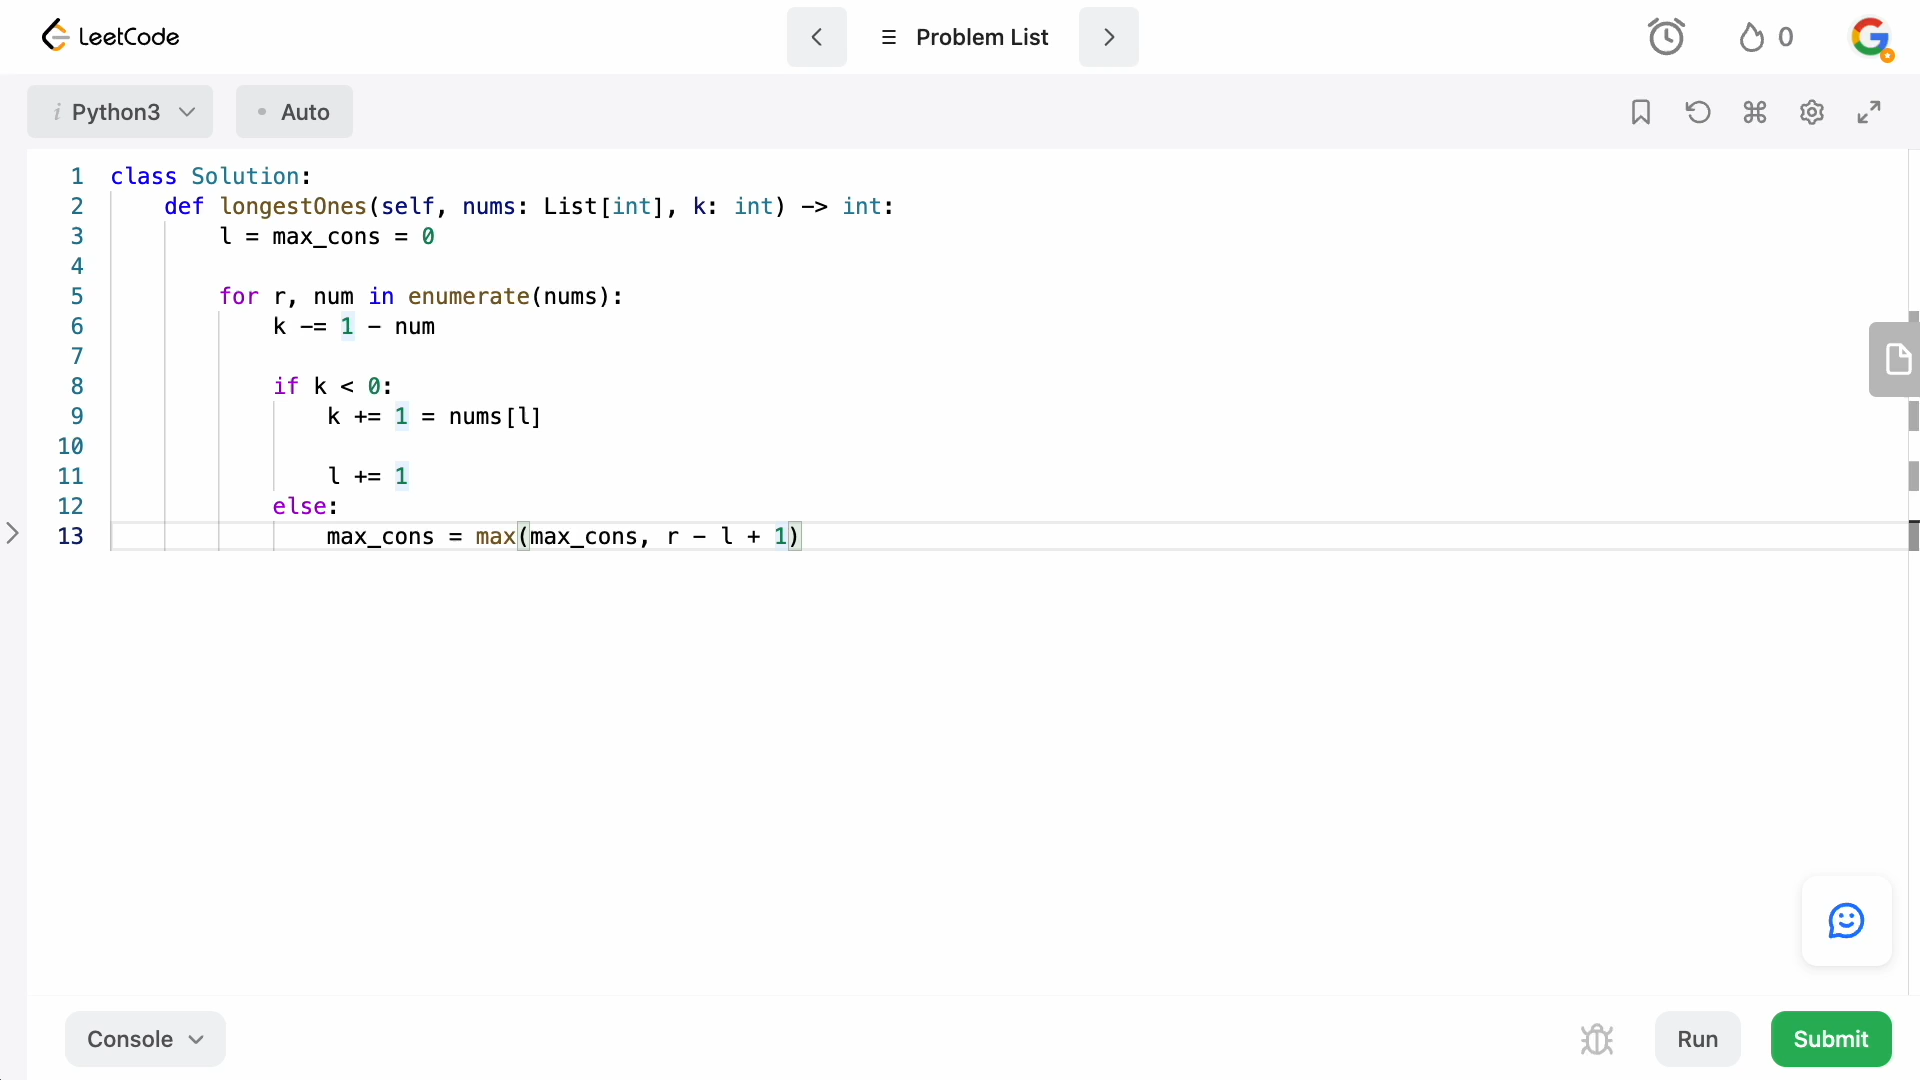 LeetCode
Problem List
0
i Python3
• Auto
1 class Solution:
2     def longestOnes(self, nums: List[int], k: int) -> int:
3         l = max_cons = 0
4
5         for r, num in enumerate(nums):
6             k -= 1 - num
7
8             if k < 0:
9                 k += 1 = nums[l]
10
11                 l += 1
12             else:
13                 max_cons = max(max_cons, r - l + 1)
Console
Run
Submit